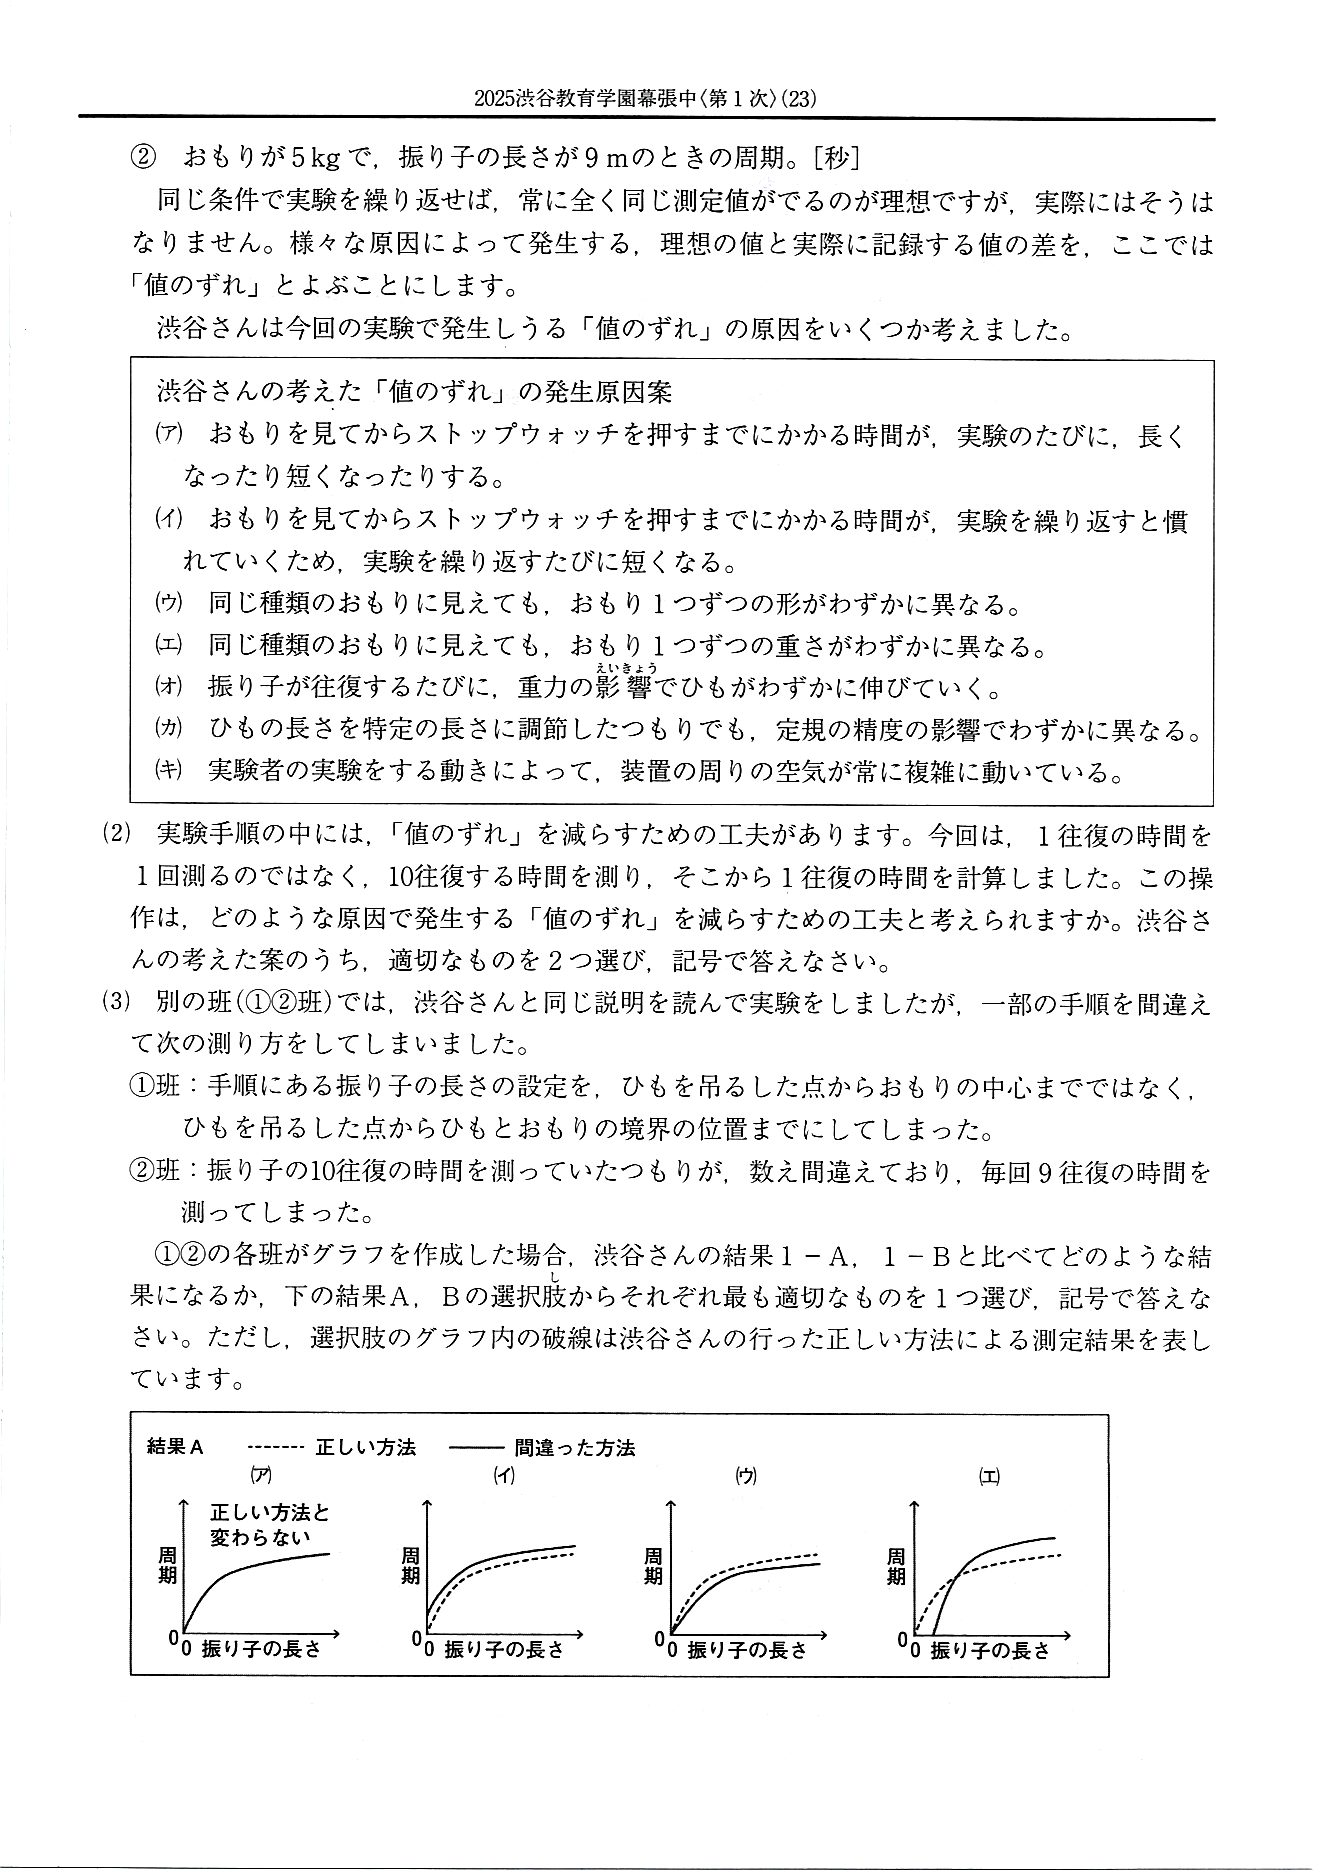 2025渋谷教育学園幕張中〈第1次〉(23)
② おもりが5kgで，振り子の長さが9mのときの周期。［秒］
同じ条件で実験を繰り返せば，常に全く同じ測定値がでるのが理想ですが，実際にはそうは
なりません。様々な原因によって発生する，理想の値と実際に記録する値の差を，ここでは
「値のずれ」とよぶことにします。
渋谷さんは今回の実験で発生しうる「値のずれ」の原因をいくつか考えました。
渋谷さんの考えた「値のずれ」の発生原因案
(ア) おもりを見てからストップウォッチを押すまでにかかる時間が，実験のたびに，長く
なったり短くなったりする。
(イ) おもりを見てからストップウォッチを押すまでにかかる時間が，実験を繰り返すと慣
れていくため，実験を繰り返すたびに短くなる。
(ウ) 同じ種類のおもりに見えても，おもり1つずつの形がわずかに異なる。
(エ) 同じ種類のおもりに見えても，おもり1つずつの重さがわずかに異なる。
えいきょう
(オ) 振り子が往復するたびに，重力の影響でひもがわずかに伸びていく。
(カ) ひもの長さを特定の長さに調節したつもりでも，定規の精度の影響でわずかに異なる。
(キ) 実験者の実験をする動きによって，装置の周りの空気が常に複雑に動いている。
(2) 実験手順の中には，「値のずれ」を減らすための工夫があります。今回は，1往復の時間を
1回測るのではなく，10往復する時間を測り，そこから1往復の時間を計算しました。この操
作は，どのような原因で発生する「値のずれ」を減らすための工夫と考えられますか。渋谷さ
んの考えた案のうち，適切なものを2つ選び，記号で答えなさい。
(3) 別の班(①②班)では，渋谷さんと同じ説明を読んで実験をしましたが，一部の手順を間違え
て次の測り方をしてしまいました。
①班：手順にある振り子の長さの設定を，ひもを吊るした点からおもりの中心までではなく，
ひもを吊るした点からひもとおもりの境界の位置までにしてしまった。
②班：振り子の10往復の時間を測っていたつもりが，数え間違えており，毎回9往復の時間を
測ってしまった。
①②の各班がグラフを作成した場合，渋谷さんの結果1－A，1－Bと比べてどのような結
し
果になるか，下の結果A，Bの選択肢からそれぞれ最も適切なものを1つ選び，記号で答えな
さい。ただし，選択肢のグラフ内の破線は渋谷さんの行った正しい方法による測定結果を表し
ています。
結果A 正しい方法 間違った方法
(ア) (イ) (ウ) (エ)
正しい方法と
変わらない
周期 周期 周期 周期
0 0 0 0
0 振り子の長さ 0 振り子の長さ 0 振り子の長さ 0 振り子の長さ